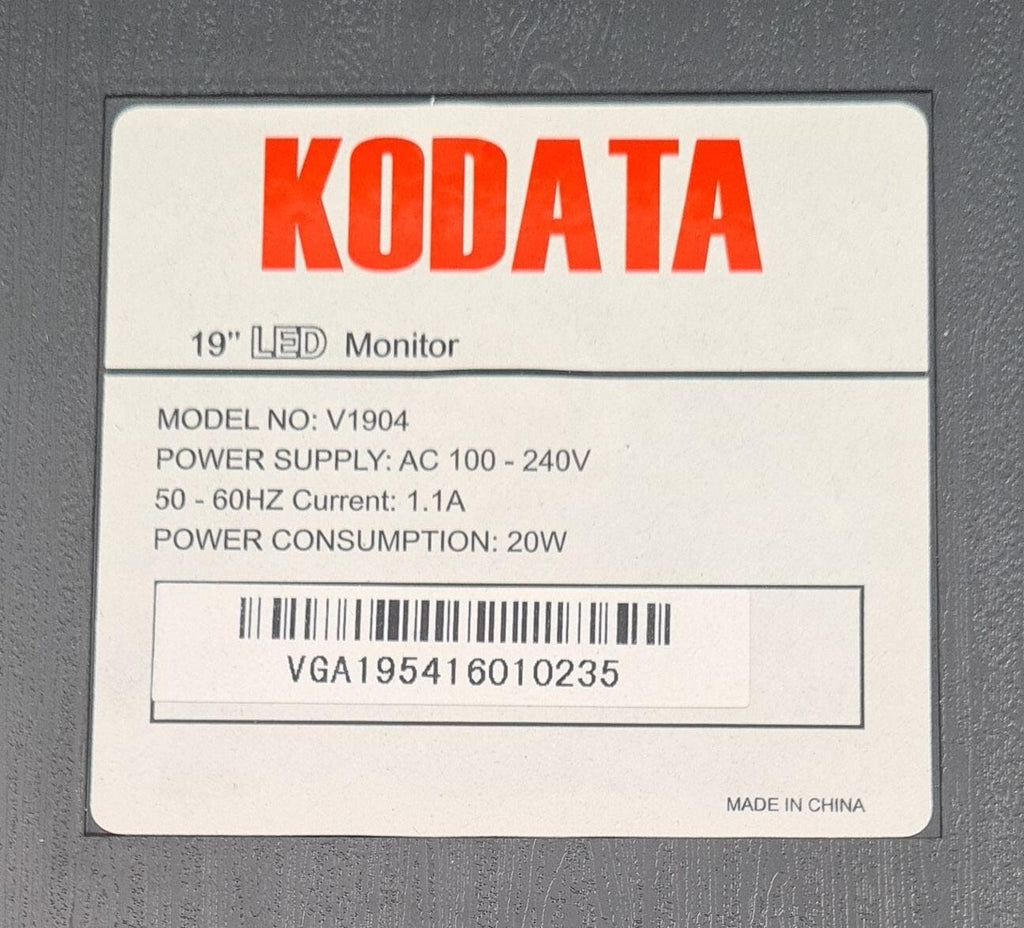 KODATA
19" LED Monitor
MODEL NO: V1904
POWER SUPPLY: AC 100 - 240V
50 - 60HZ Current: 1.1A
POWER CONSUMPTION: 20W
VGA195416010235
MADE IN CHINA